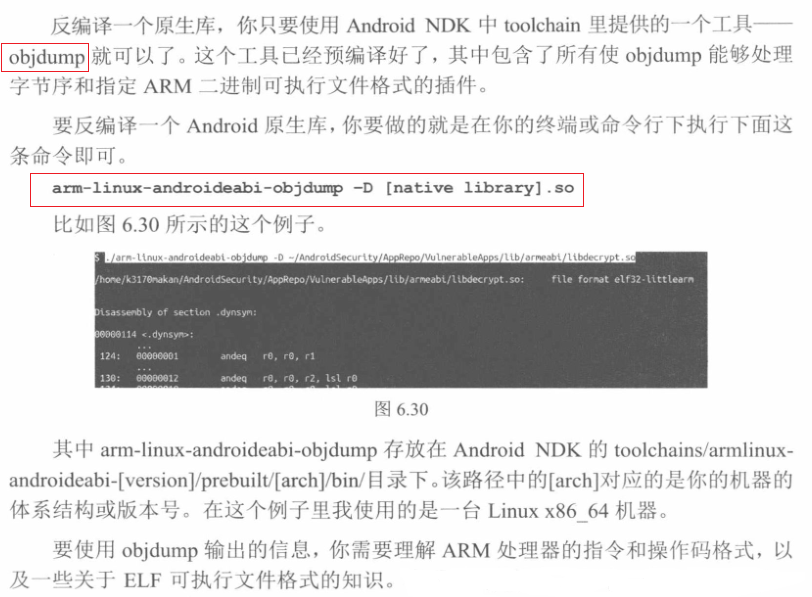 反编译一个原生库，你只要使用 Android NDK 中 toolchain 里提供的一个工具——
objdump 就可以了。这个工具已经预编译好了，其中包含了所有使 objdump 能够处理
字节序和指定 ARM 二进制可执行文件格式的插件。
要反编译一个 Android 原生库，你要做的就是在你的终端或命令行下执行下面这
条命令即可。
arm-linux-androideabi-objdump –D [native library].so
比如图 6.30 所示的这个例子。
$ ./arm-linux-androideabi-objdump -D ~/AndroidSecurity/AppRepo/VulnerableApps/lib/armeabi/libdecrypt.so
/home/k3170makan/AndroidSecurity/AppRepo/VulnerableApps/lib/armeabi/libdecrypt.so: file format elf32-littlearm
Disassembly of section .dynsym:
00000114 <.dynsym>:
...
124: 00000001 andeq r0, r0, r1
...
130: 00000012 andeq r0, r0, r2, lsl r0
图 6.30
其中 arm-linux-androideabi-objdump 存放在 Android NDK 的 toolchains/armlinux-
androideabi-[version]/prebuilt/[arch]/bin/目录下。该路径中的[arch]对应的是你的机器的
体系结构或版本号。在这个例子里我使用的是一台 Linux x86_64 机器。
要使用 objdump 输出的信息，你需要理解 ARM 处理器的指令和操作码格式，以
及一些关于 ELF 可执行文件格式的知识。